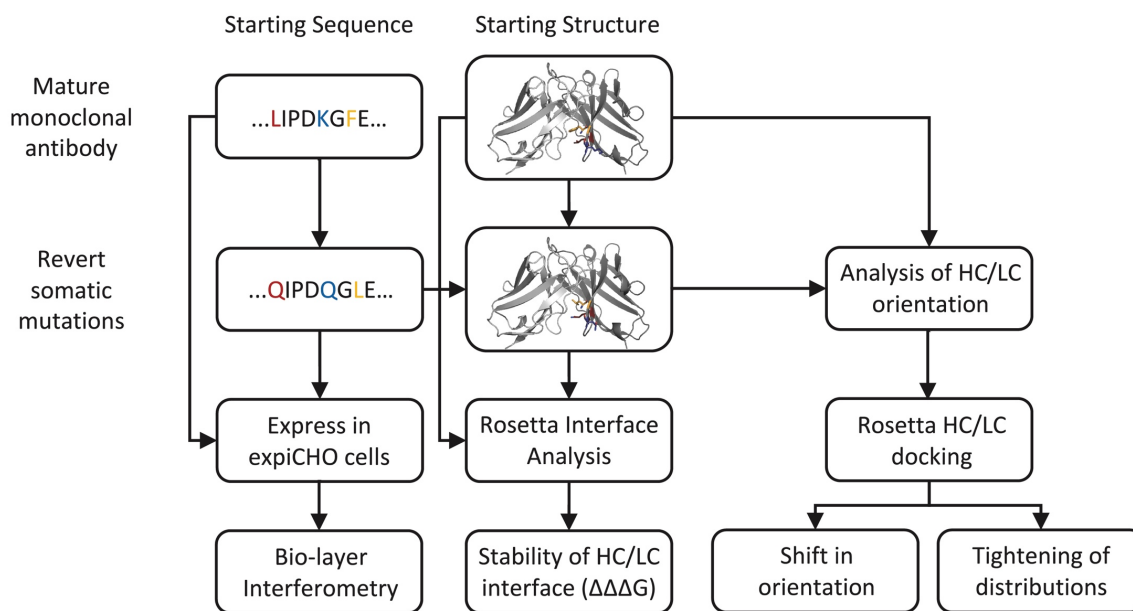 Starting Sequence
Starting Structure
Mature
monoclonal
antibody
...LIPDKGFE...
Revert
somatic
mutations
...QIPDQGLE...
Analysis of HC/LC
orientation
Express in
expiCHO cells
Rosetta Interface
Analysis
Rosetta HC/LC
docking
Bio-layer
Interferometry
Stability of HC/LC
interface (ΔΔΔG)
Shift in
orientation
Tightening of
distributions